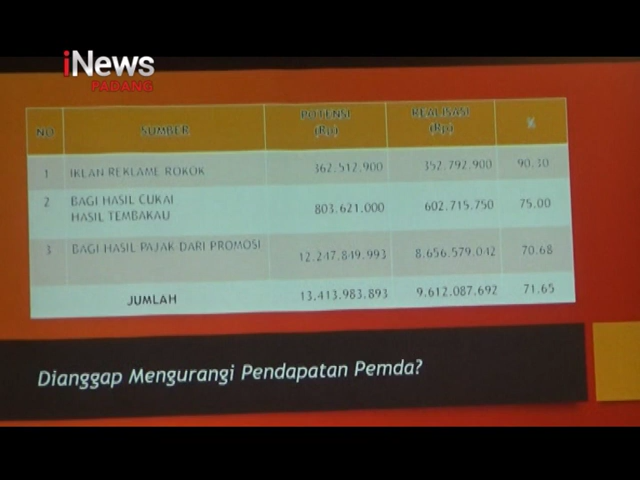 iNews
PADANG
NO SUMBER POTENSI (Rp) REALISASI (Rp) %
1 IKLAN REKLAME ROKOK 362.512.900 352.792.900 90.30
2 BAGI HASIL CUKAI HASIL TEMBAKAU 803.621.000 602.715.750 75.00
3 BAGI HASIL PAJAK DARI PROMOSI 12.247.849.993 8.656.579.042 70.68
JUMLAH 13.413.983.893 9.612.087.692 71.65
Dianggap Mengurangi Pendapatan Pemda?